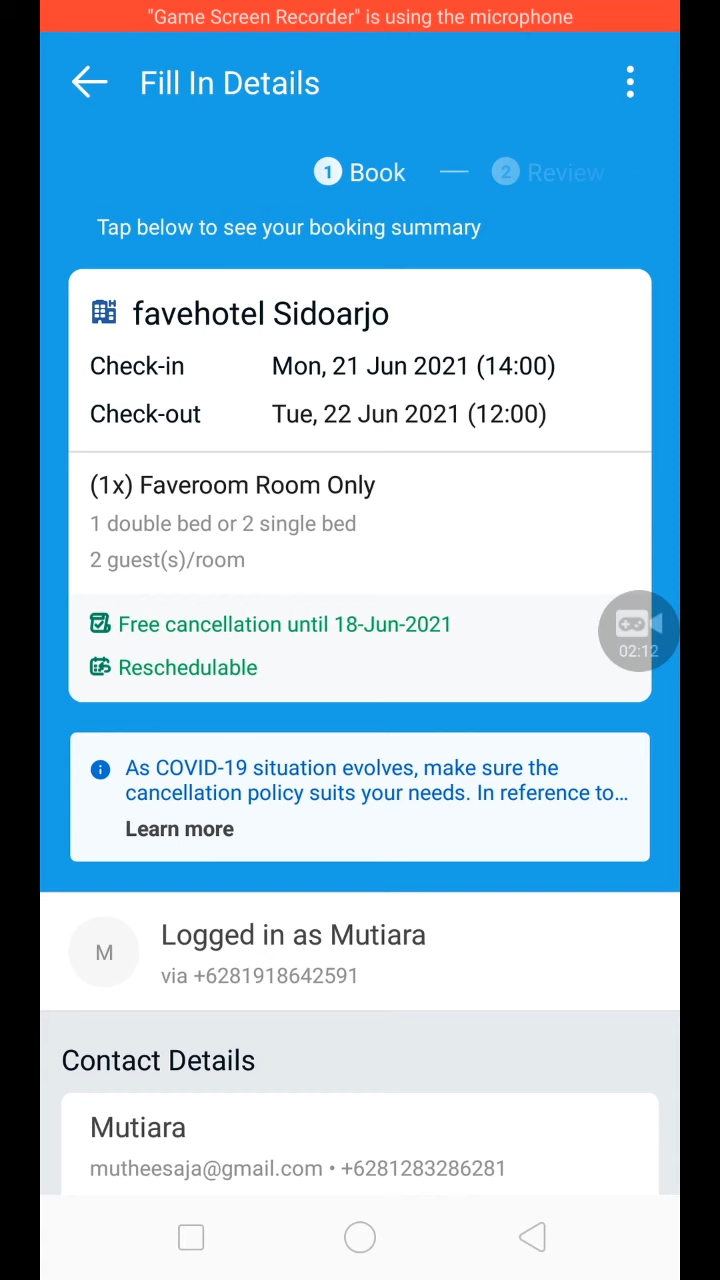 "Game Screen Recorder" is using the microphone
Fill In Details
1 Book — 2 Review
Tap below to see your booking summary
favehotel Sidoarjo
Check-in Mon, 21 Jun 2021 (14:00)
Check-out Tue, 22 Jun 2021 (12:00)
(1x) Faveroom Room Only
1 double bed or 2 single bed
2 guest(s)/room
Free cancellation until 18-Jun-2021
02:12
Reschedulable
As COVID-19 situation evolves, make sure the
cancellation policy suits your needs. In reference to...
Learn more
M
Logged in as Mutiara
via +6281918642591
Contact Details
Mutiara
mutheesaja@gmail.com • +6281283286281